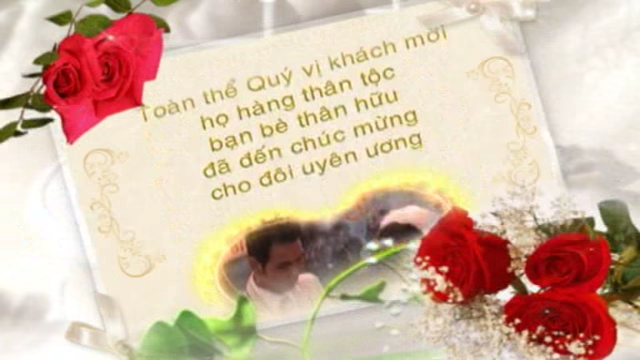 Toàn thể Quý vị khách mời
họ hàng thân tộc
bạn bè thân hữu
đã đến chúc mừng
cho đôi uyên ương